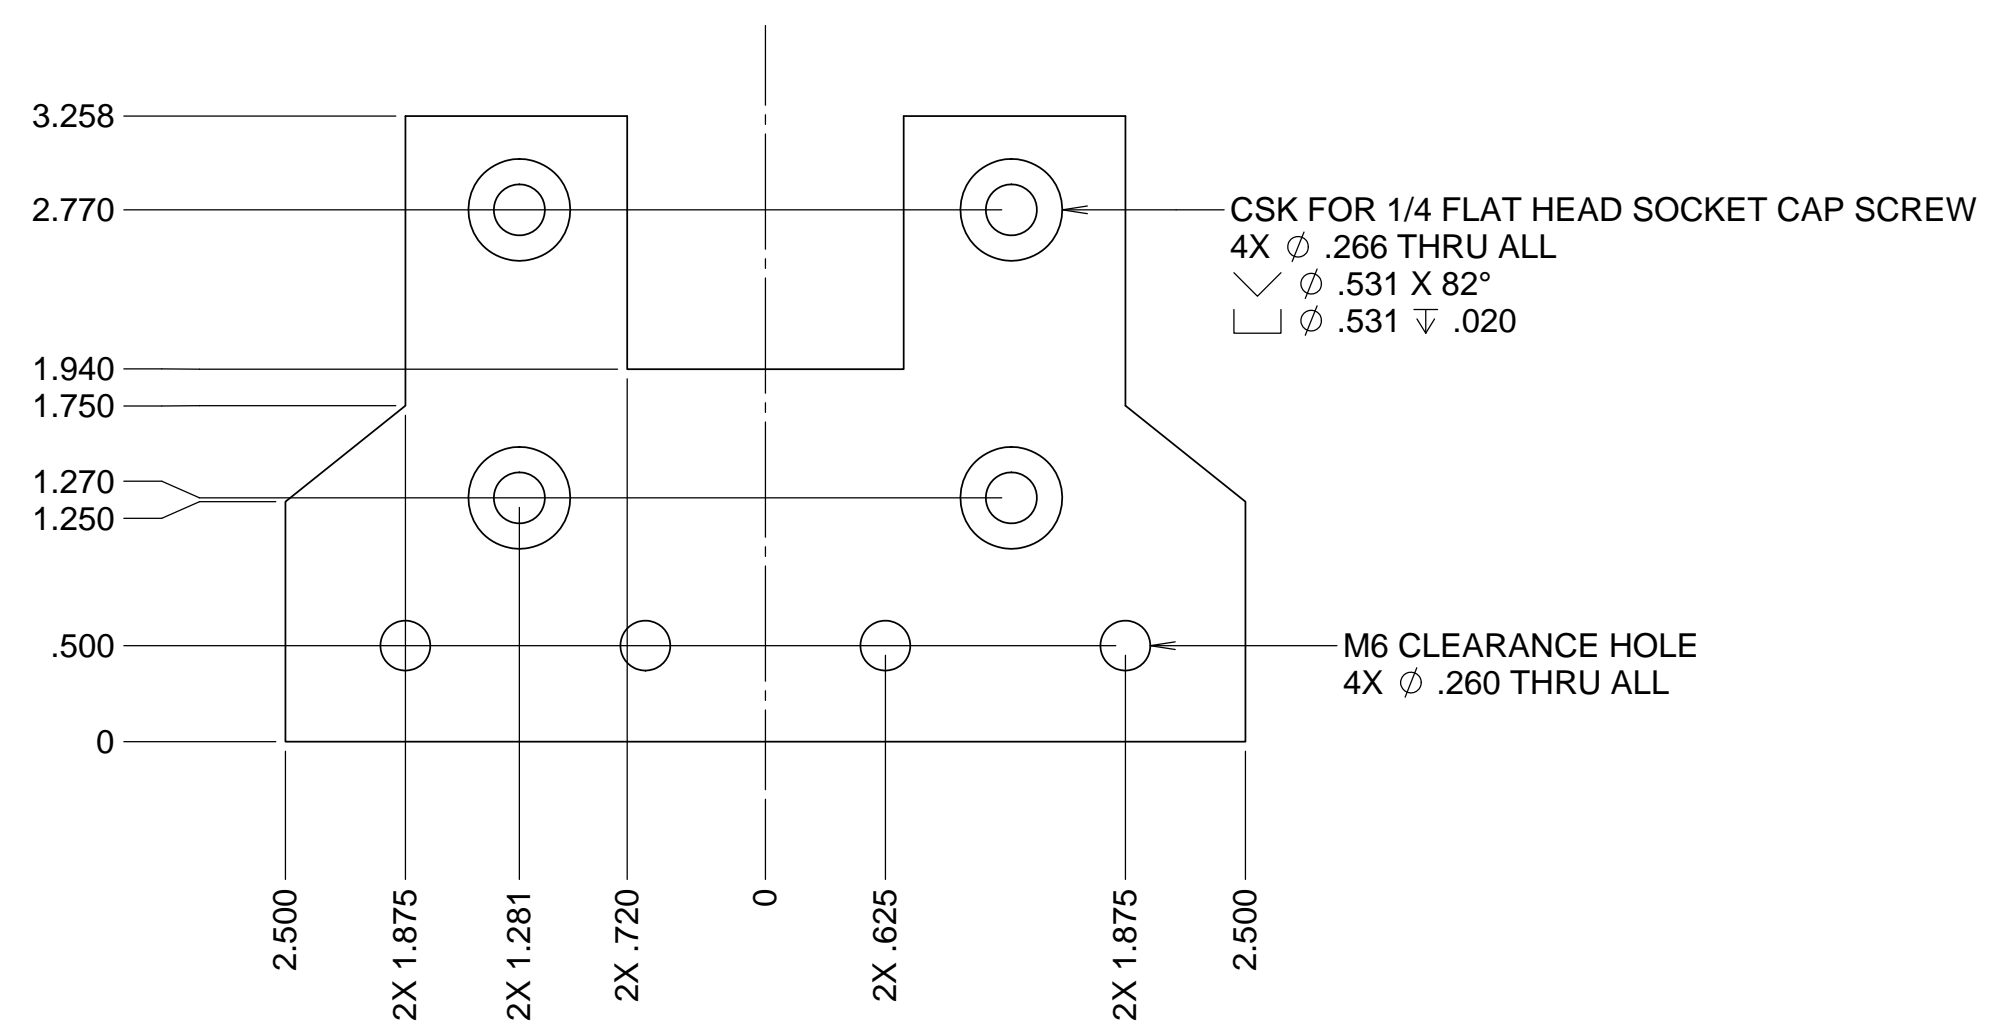 3.258
2.770
CSK FOR 1/4 FLAT HEAD SOCKET CAP SCREW
4X ⌀ .266 THRU ALL
⌵ ⌀ .531 X 82°
⌴ ⌀ .531 ↧ .020
1.940
1.750
1.270
1.250
.500
M6 CLEARANCE HOLE
4X ⌀ .260 THRU ALL
0
2.500
2X 1.875
2X 1.281
2X .720
0
2X .625
2X 1.875
2.500